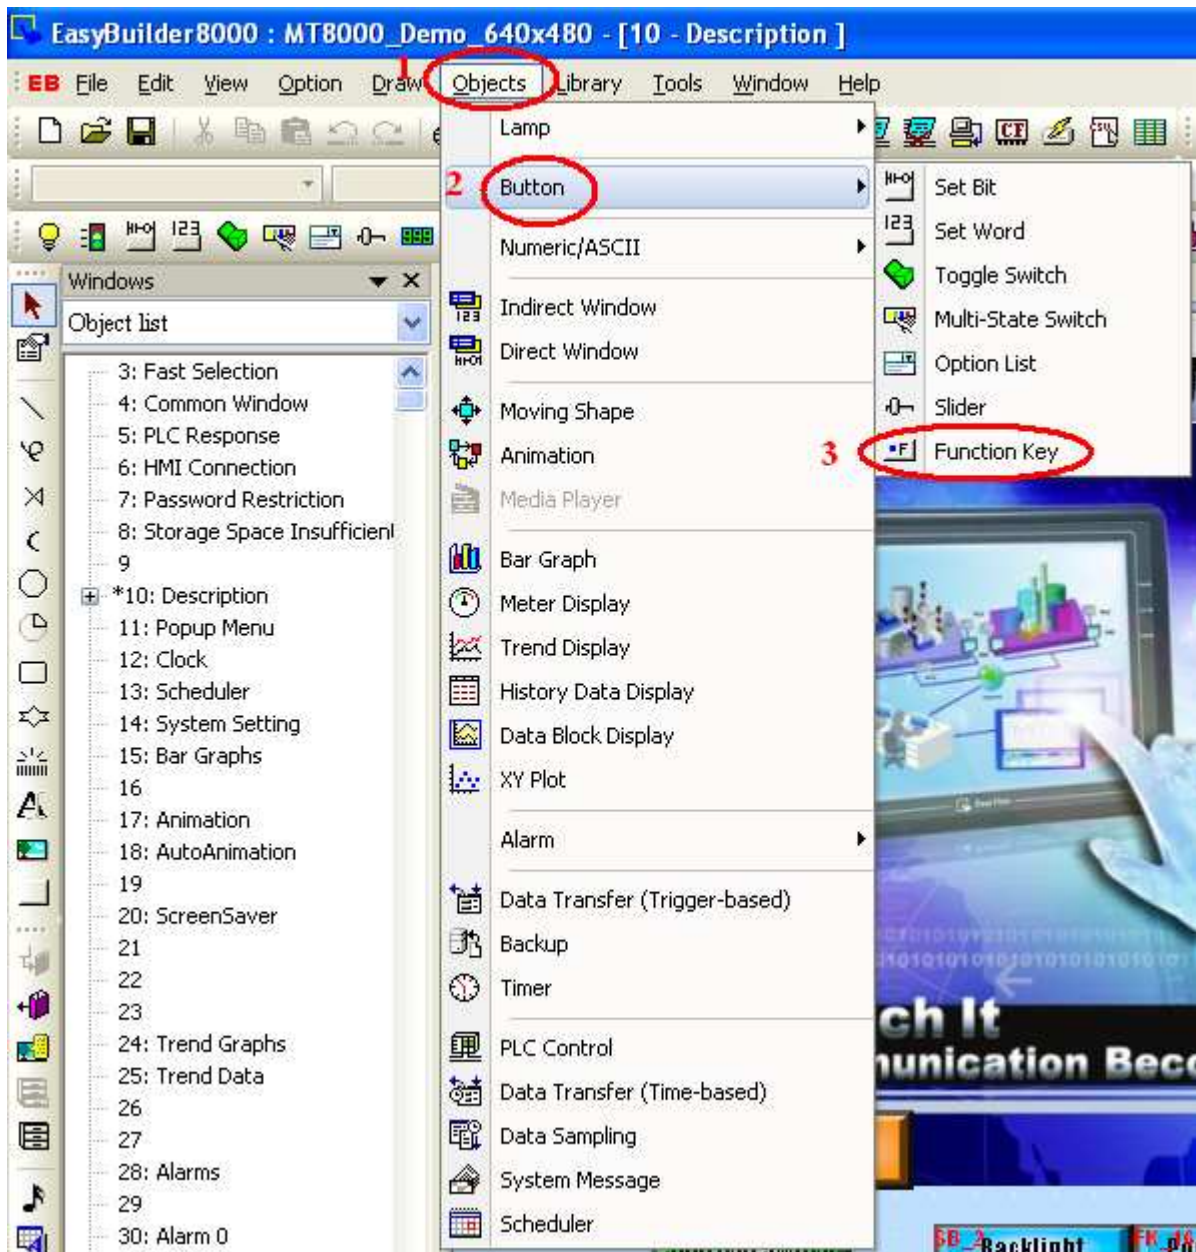 EasyBuilder8000 : MT8000_Demo_640x480 - [10 - Description ]
EB File Edit View Option Draw 1 Objects Library Tools Window Help
Lamp
2 Button
Numeric/ASCII
Indirect Window
Direct Window
Moving Shape
Animation
Media Player
Bar Graph
Meter Display
Trend Display
History Data Display
Data Block Display
XY Plot
Alarm
Data Transfer (Trigger-based)
Backup
Timer
PLC Control
Data Transfer (Time-based)
Data Sampling
System Message
Scheduler
Set Bit
Set Word
Toggle Switch
Multi-State Switch
Option List
Slider
3 Function Key
Windows
Object list
3: Fast Selection
4: Common Window
5: PLC Response
6: HMI Connection
7: Password Restriction
8: Storage Space Insufficient
9
*10: Description
11: Popup Menu
12: Clock
13: Scheduler
14: System Setting
15: Bar Graphs
16
17: Animation
18: AutoAnimation
19
20: ScreenSaver
21
22
23
24: Trend Graphs
25: Trend Data
26
27
28: Alarms
29
30: Alarm 0
ch It
munication Beco
SB_2 Backlight